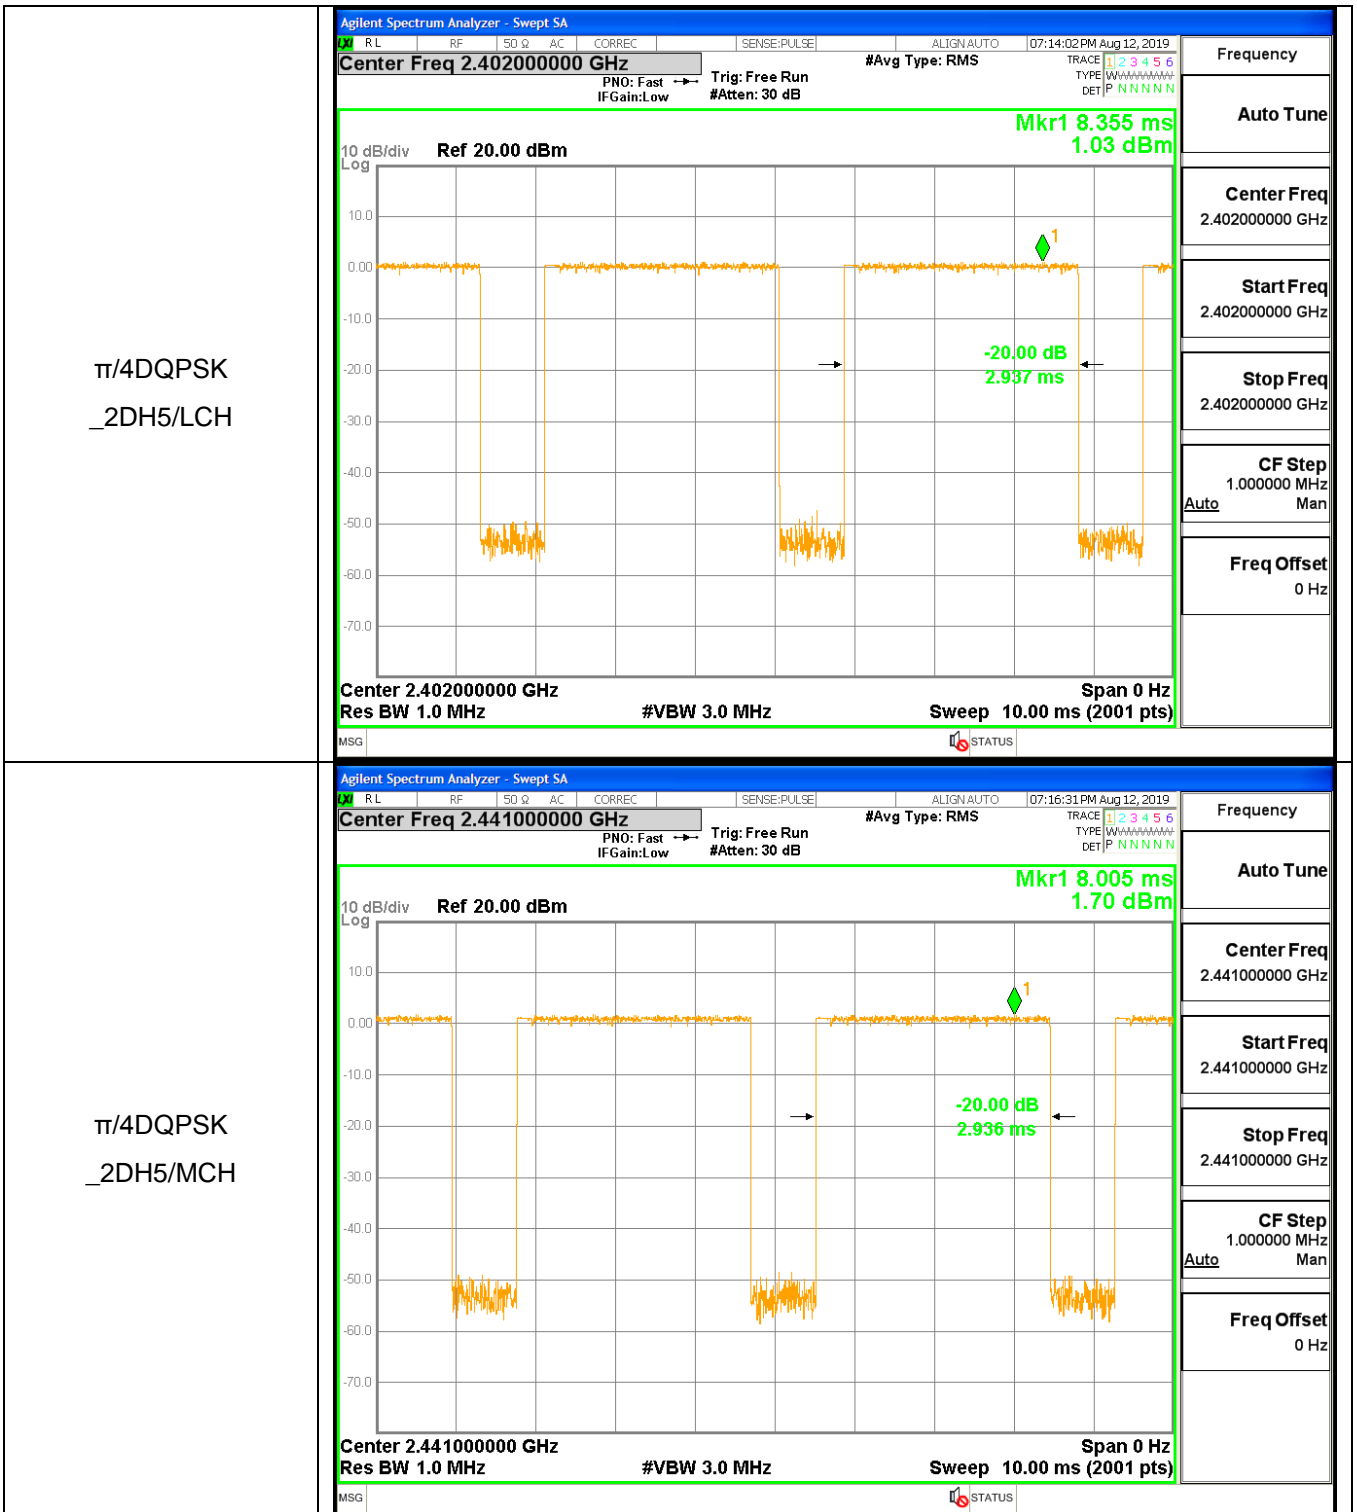 π/4DQPSK
_2DH5/LCH
Agilent Spectrum Analyzer - Swept SA
LXI RL RF 50 Ω AC CORREC SENSE:PULSE ALIGN AUTO 07:14:02 PM Aug 12, 2019
Center Freq 2.402000000 GHz
PNO: Fast
IFGain:Low
Trig: Free Run
#Atten: 30 dB
#Avg Type: RMS
TRACE 1 2 3 4 5 6
TYPE
DET P N N N N N
Mkr1 8.355 ms
1.03 dBm
10 dB/div Ref 20.00 dBm
Log
10.0
0.00
-10.0
-20.0
-30.0
-40.0
-50.0
-60.0
-70.0
1
-20.00 dB
2.937 ms
Center 2.402000000 GHz Span 0 Hz
Res BW 1.0 MHz #VBW 3.0 MHz Sweep 10.00 ms (2001 pts)
MSG STATUS
Frequency
Auto Tune
Center Freq
2.402000000 GHz
Start Freq
2.402000000 GHz
Stop Freq
2.402000000 GHz
CF Step
1.000000 MHz
Auto Man
Freq Offset
0 Hz
π/4DQPSK
_2DH5/MCH
Agilent Spectrum Analyzer - Swept SA
LXI RL RF 50 Ω AC CORREC SENSE:PULSE ALIGN AUTO 07:16:31 PM Aug 12, 2019
Center Freq 2.441000000 GHz
PNO: Fast
IFGain:Low
Trig: Free Run
#Atten: 30 dB
#Avg Type: RMS
TRACE 1 2 3 4 5 6
TYPE
DET P N N N N N
Mkr1 8.005 ms
1.70 dBm
10 dB/div Ref 20.00 dBm
Log
10.0
0.00
-10.0
-20.0
-30.0
-40.0
-50.0
-60.0
-70.0
1
-20.00 dB
2.936 ms
Center 2.441000000 GHz Span 0 Hz
Res BW 1.0 MHz #VBW 3.0 MHz Sweep 10.00 ms (2001 pts)
MSG STATUS
Frequency
Auto Tune
Center Freq
2.441000000 GHz
Start Freq
2.441000000 GHz
Stop Freq
2.441000000 GHz
CF Step
1.000000 MHz
Auto Man
Freq Offset
0 Hz